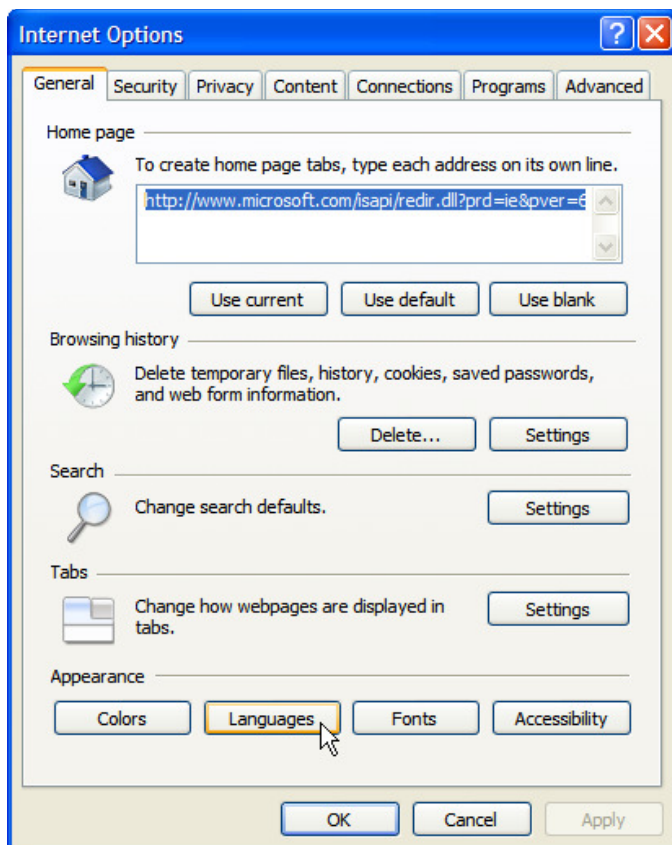 Internet Options
General Security Privacy Content Connections Programs Advanced
Home page
To create home page tabs, type each address on its own line.
http://www.microsoft.com/isapi/redir.dll?prd=ie&pver=6
Use current Use default Use blank
Browsing history
Delete temporary files, history, cookies, saved passwords,
and web form information.
Delete... Settings
Search
Change search defaults. Settings
Tabs
Change how webpages are displayed in
tabs.
Settings
Appearance
Colors Languages Fonts Accessibility
OK Cancel Apply